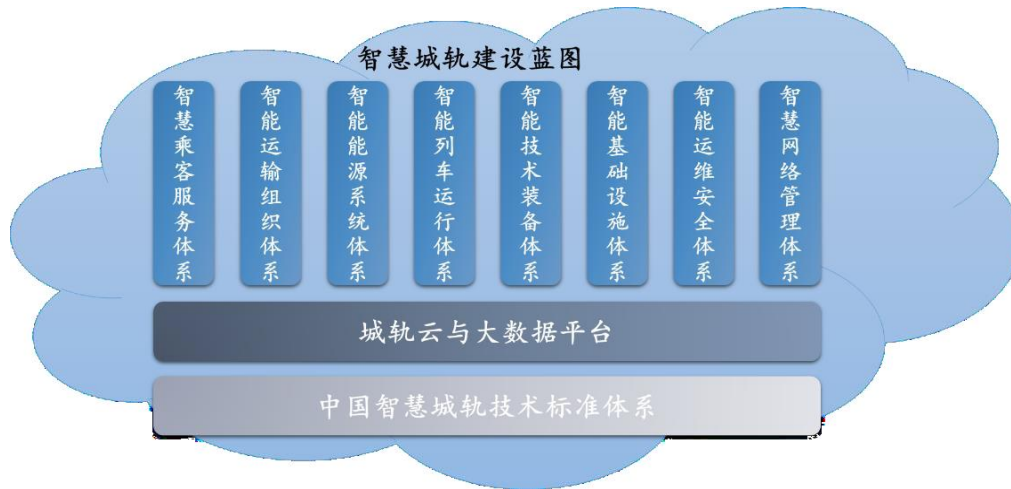 智慧城轨建设蓝图
智慧乘客服务体系
智能运输组织体系
智能能源系统体系
智能列车运行体系
智能技术装备体系
智能基础设施体系
智能运维安全体系
智慧网络管理体系
城轨云与大数据平台
中国智慧城轨技术标准体系